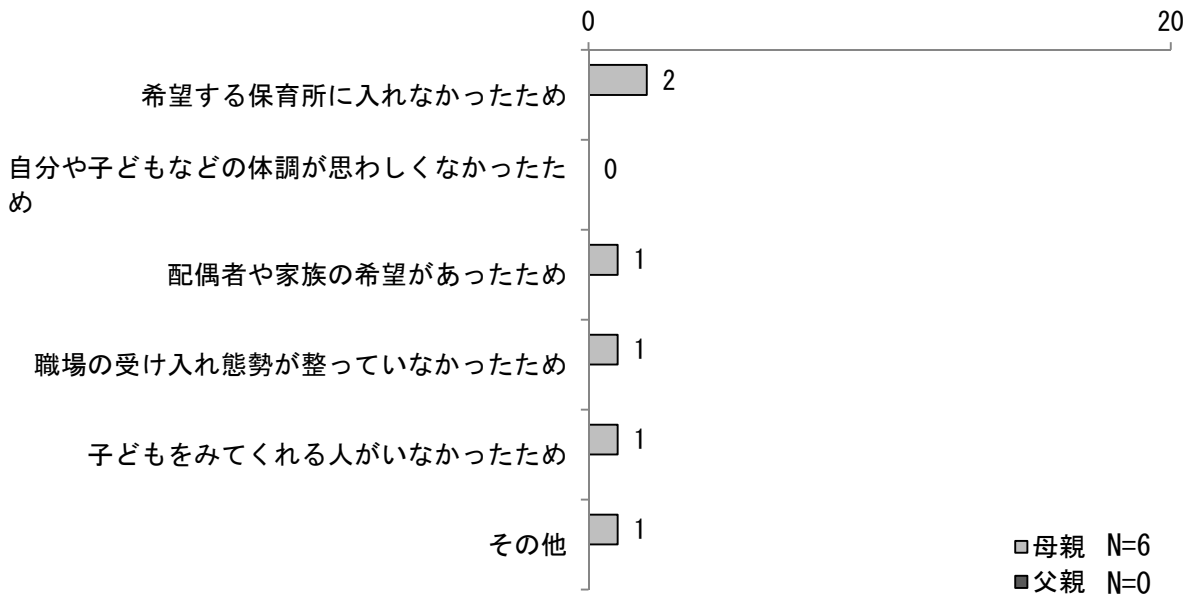 0 20
希望する保育所に入れなかったため 2
自分や子どもなどの体調が思わしくなかったた 0
め
配偶者や家族の希望があったため 1
職場の受け入れ態勢が整っていなかったため 1
子どもをみてくれる人がいなかったため 1
その他 1
母親 N=6
父親 N=0